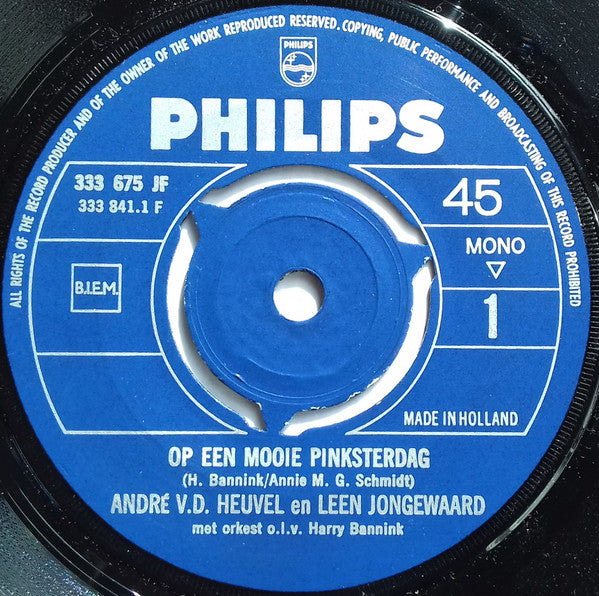 ALL RIGHTS OF THE RECORD PRODUCER AND OF THE OWNER OF THE WORK REPRODUCED RESERVED. COPYING, PUBLIC PERFORMANCE AND BROADCASTING OF THIS RECORD PROHIBITED
PHILIPS
PHILIPS
333 675 JF
333 841.1 F
45
MONO
B.I.E.M.
1
MADE IN HOLLAND
OP EEN MOOIE PINKSTERDAG
(H. Bannink/Annie M. G. Schmidt)
ANDRÉ V.D. HEUVEL en LEEN JONGEWAARD
met orkest o.l.v. Harry Bannink